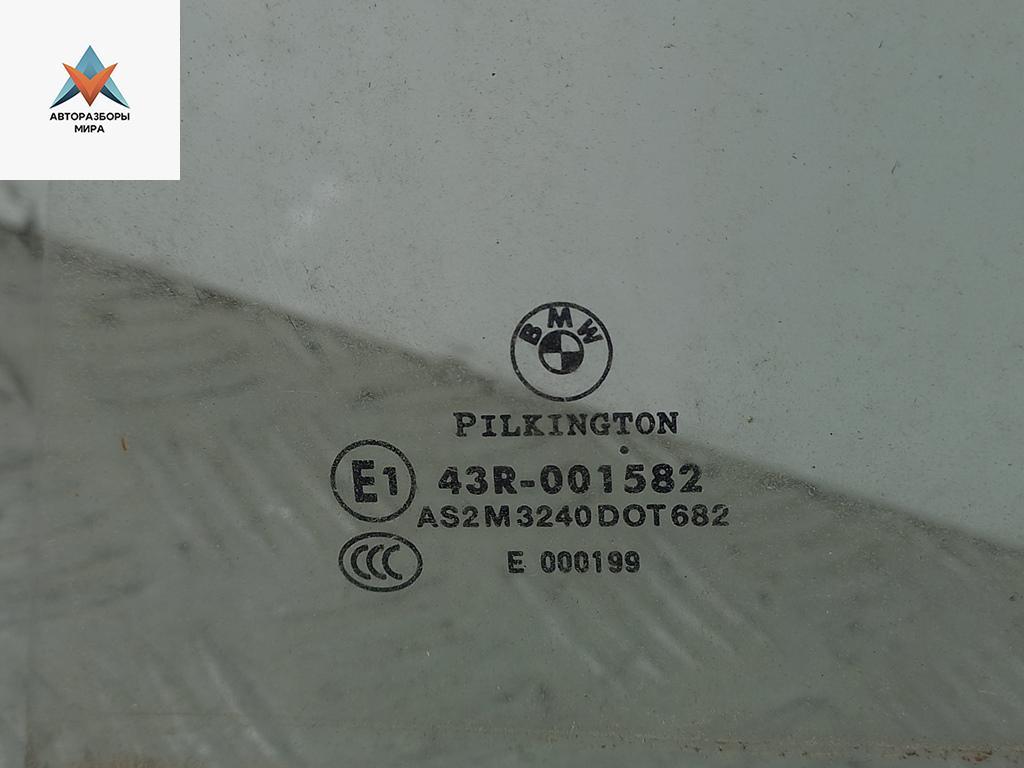 АВТОРАЗБОРЫ
МИРА
BMW
PILKINGTON
E1 43R-001582
AS2 M3240 DOT 682
CCC E 000199